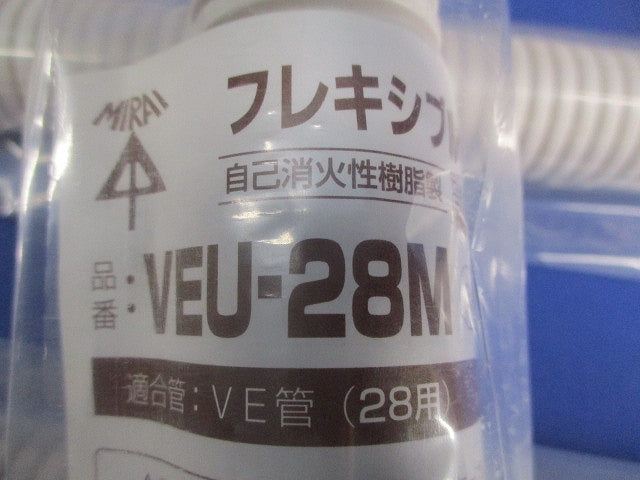 MIRAI
フレキシブ
自己消火性樹脂製
品番:VEU-28M
適合管:VE管(28用)